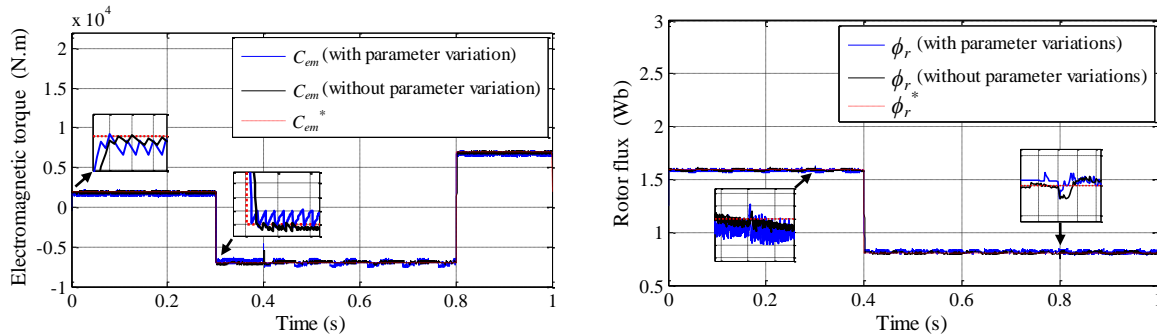 x 10⁴
2
1.5
1
0.5
0
-0.5
-1
Electromagnetic torque (N.m)
C_em (with parameter variation)
C_em (without parameter variation)
C_em*
0 0.2 0.4 0.6 0.8 1
Time (s)
3
2.5
2
1.5
1
0.5
Rotor flux (Wb)
ϕ_r (with parameter variations)
ϕ_r (without parameter variations)
ϕ_r*
0 0.2 0.4 0.6 0.8 1
Time (s)